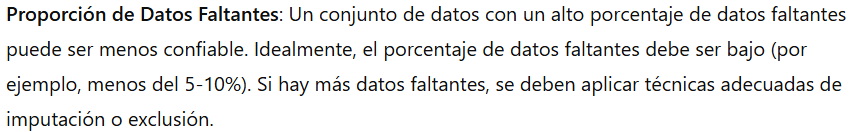 Proporción de Datos Faltantes: Un conjunto de datos con un alto porcentaje de datos faltantes
puede ser menos confiable. Idealmente, el porcentaje de datos faltantes debe ser bajo (por
ejemplo, menos del 5-10%). Si hay más datos faltantes, se deben aplicar técnicas adecuadas de
imputación o exclusión.